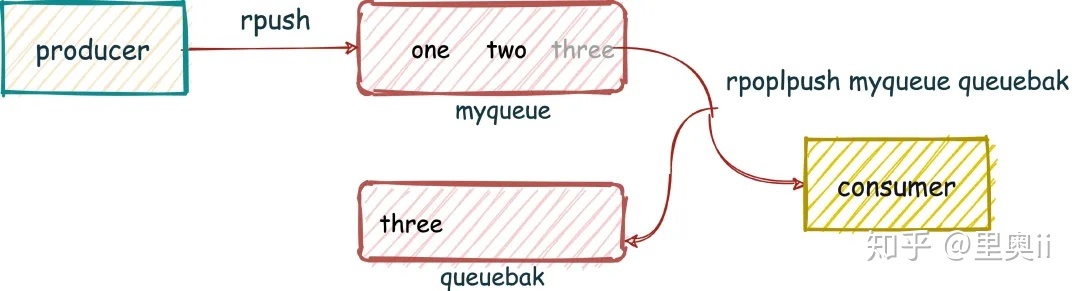 producer
rpush
one two three
myqueue
rpoplpush myqueue queuebak
consumer
three
queuebak
知乎 @里奥ii